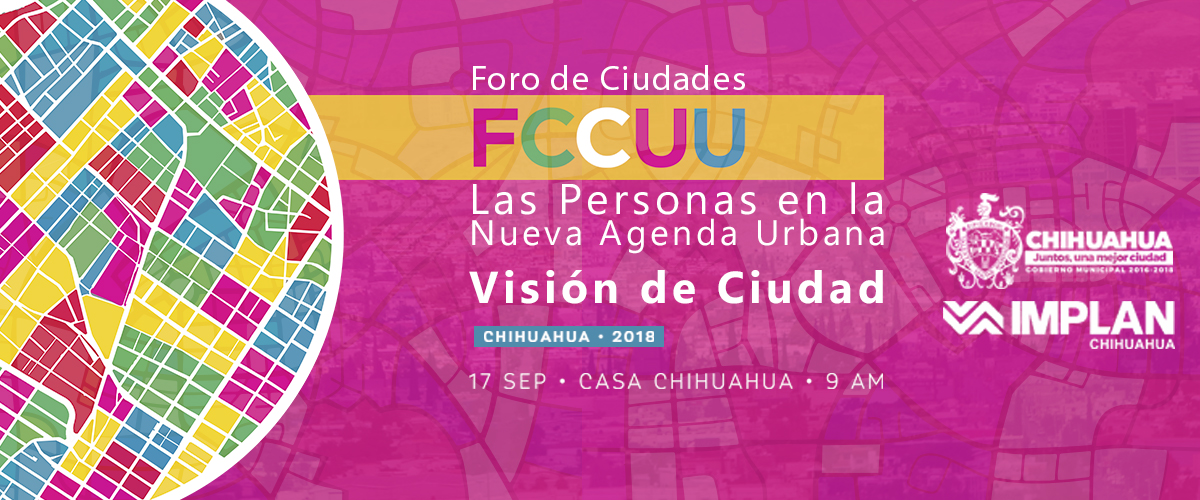 Foro de Ciudades
FCCUU
Las Personas en la
Nueva Agenda Urbana
Visión de Ciudad
CHIHUAHUA • 2018
17 SEP • CASA CHIHUAHUA • 9 AM
CHIHUAHUA
Juntos, una mejor ciudad
GOBIERNO MUNICIPAL 2016-2018
IMPLAN
CHIHUAHUA